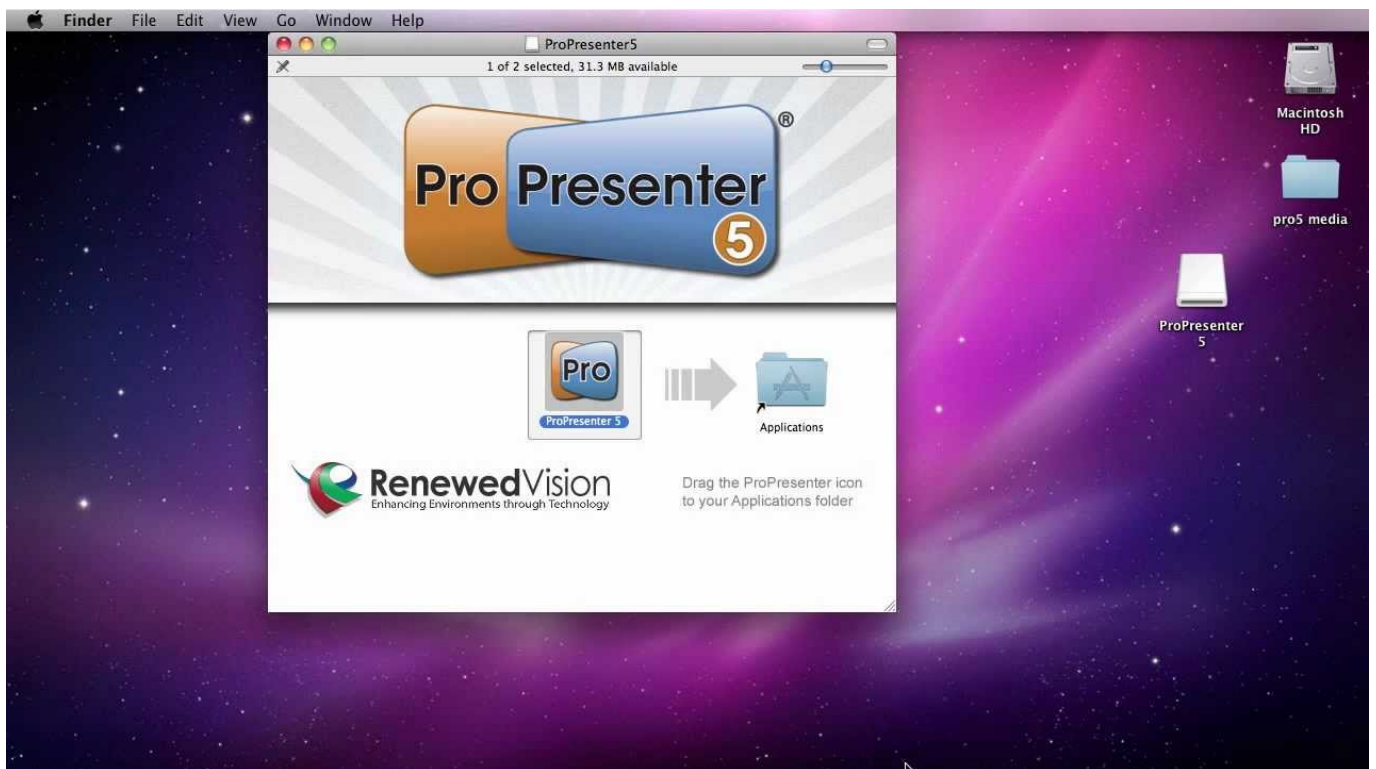 Finder File Edit View Go Window Help
ProPresenter5
1 of 2 selected, 31.3 MB available
Pro Presenter ®
5
Pro
ProPresenter 5
Applications
RenewedVision
Enhancing Environments through Technology
Drag the ProPresenter icon
to your Applications folder
Macintosh
HD
pro5 media
ProPresenter
5